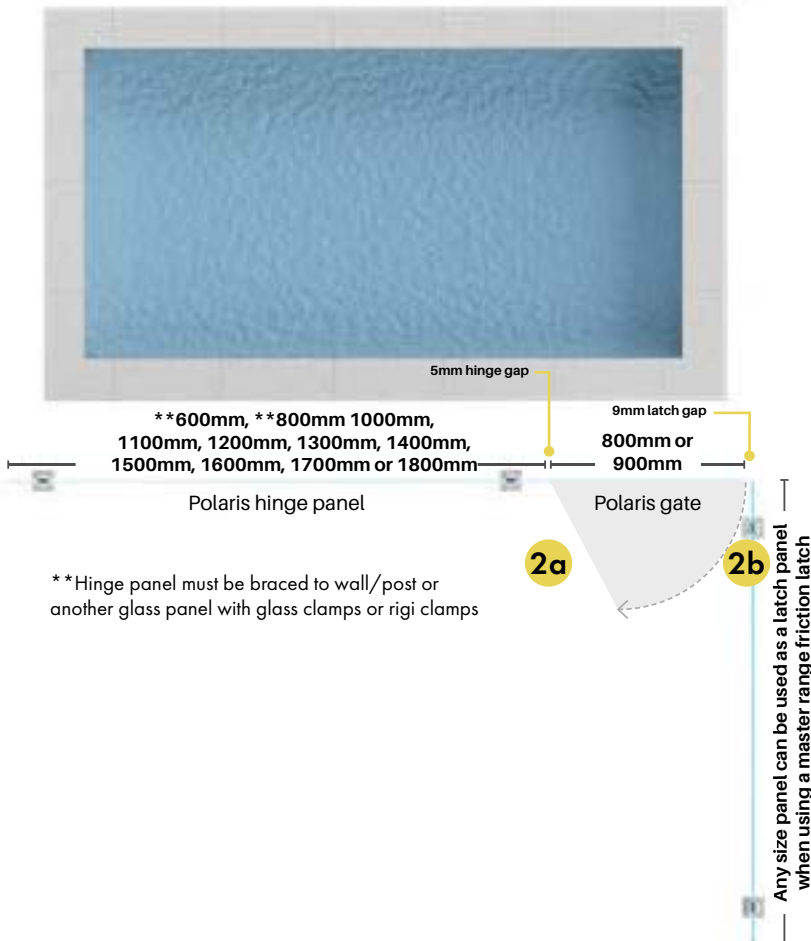 5mm hinge gap
9mm latch gap
**600mm, **800mm 1000mm,
1100mm, 1200mm, 1300mm, 1400mm,
1500mm, 1600mm, 1700mm or 1800mm
800mm or
900mm
Polaris hinge panel
Polaris gate
2a
2b
**Hinge panel must be braced to wall/post or
another glass panel with glass clamps or rigi clamps
Any size panel can be used as a latch panel
when using a master range friction latch